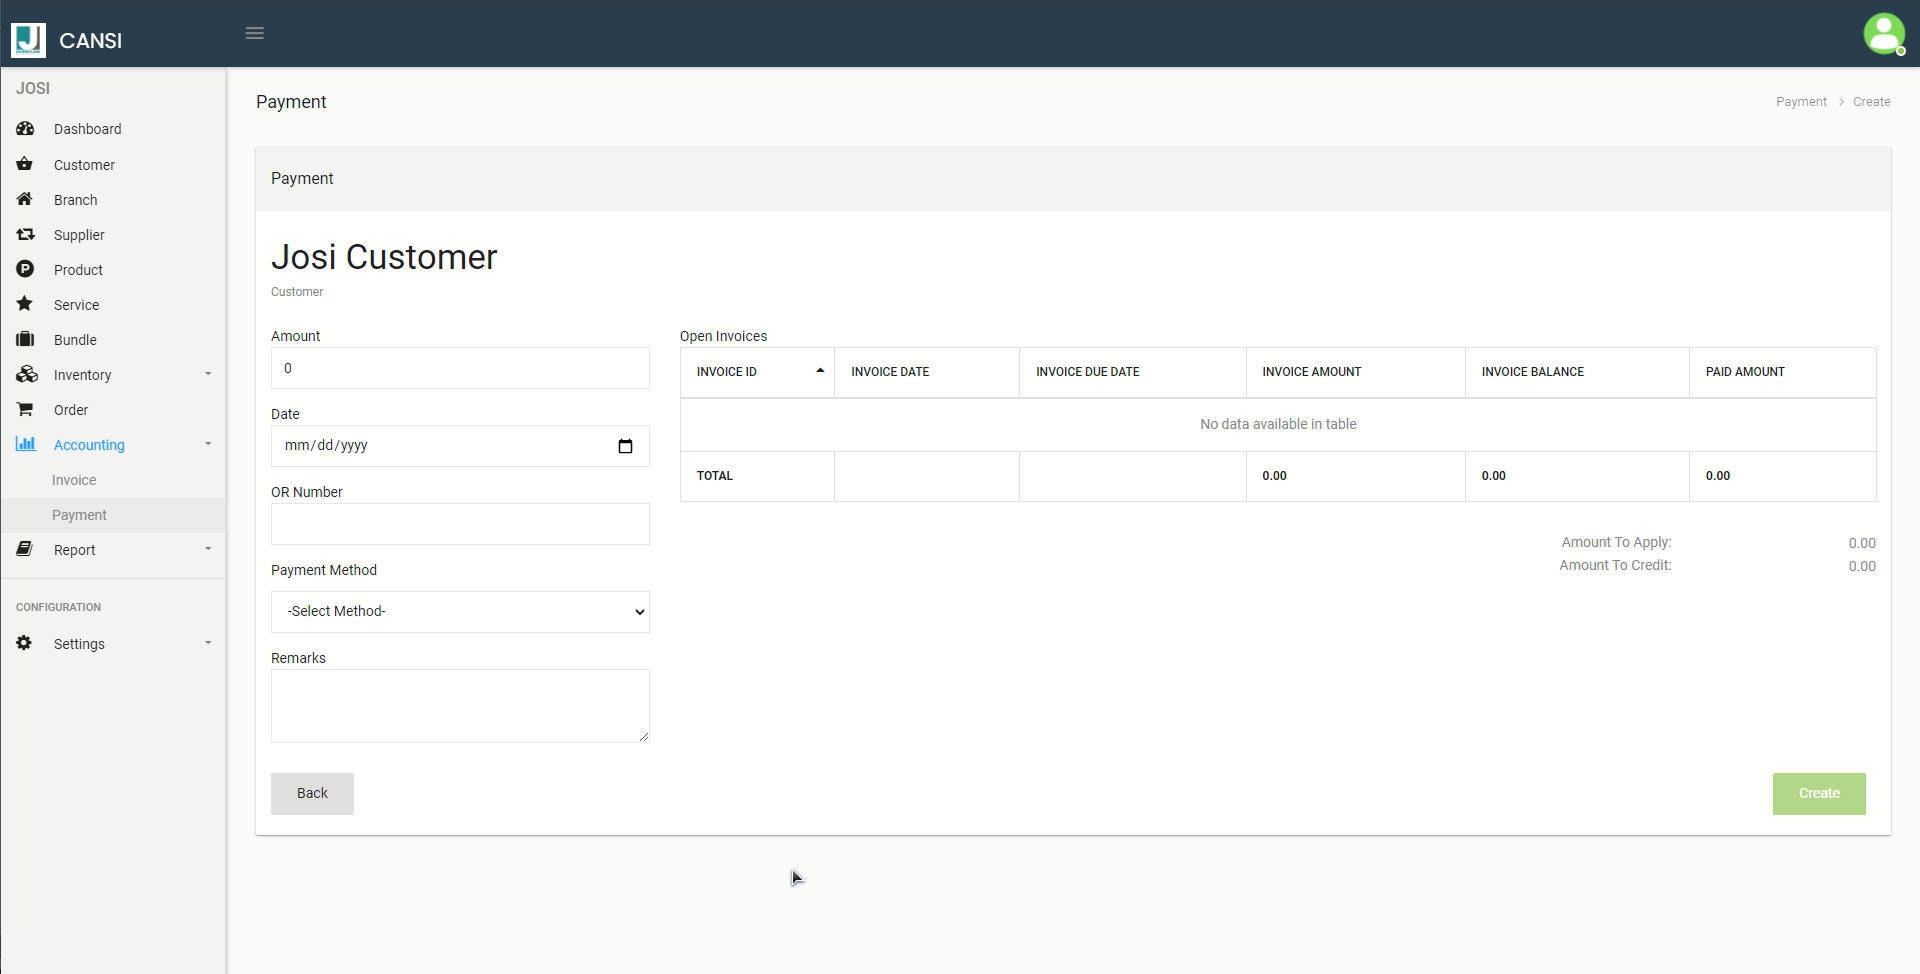 CANSI
JOSI
Dashboard
Customer
Branch
Supplier
Product
Service
Bundle
Inventory
Order
Accounting
Invoice
Payment
Report
CONFIGURATION
Settings
Payment
Payment > Create
Payment
Josi Customer
Customer
Amount
0
Date
mm/dd/yyyy
OR Number
Payment Method
-Select Method-
Remarks
Open Invoices
INVOICE ID INVOICE DATE INVOICE DUE DATE INVOICE AMOUNT INVOICE BALANCE PAID AMOUNT
No data available in table
TOTAL 0.00 0.00 0.00
Amount To Apply: 0.00
Amount To Credit: 0.00
Back
Create